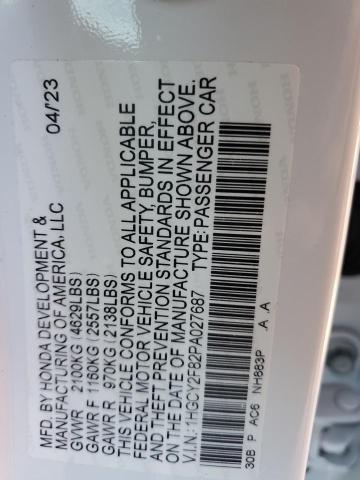 MFD. BY HONDA DEVELOPMENT &
MANUFACTURING OF AMERICA, LLC 04/23
GVWR 2100KG (4629LBS)
GAWR F 1160KG (2557LBS)
GAWR R 970KG (2138LBS)
THIS VEHICLE CONFORMS TO ALL APPLICABLE
FEDERAL MOTOR VEHICLE SAFETY, BUMPER,
AND THEFT PREVENTION STANDARDS IN EFFECT
ON THE DATE OF MANUFACTURE SHOWN ABOVE.
V.I.N.: 1HGCY2F82PA027687 TYPE: PASSENGER CAR
30B P AC6 NH883P A A